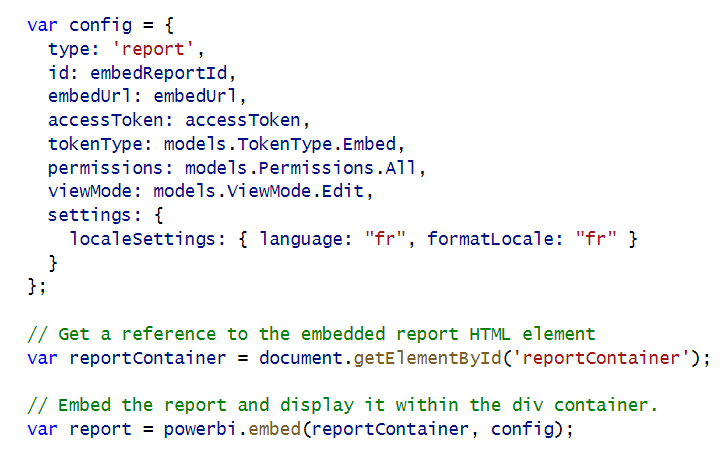 var config = {
  type: 'report',
  id: embedReportId,
  embedUrl: embedUrl,
  accessToken: accessToken,
  tokenType: models.TokenType.Embed,
  permissions: models.Permissions.All,
  viewMode: models.ViewMode.Edit,
  settings: {
    localeSettings: { language: "fr", formatLocale: "fr" }
  }
};

// Get a reference to the embedded report HTML element
var reportContainer = document.getElementById('reportContainer');

// Embed the report and display it within the div container.
var report = powerbi.embed(reportContainer, config);